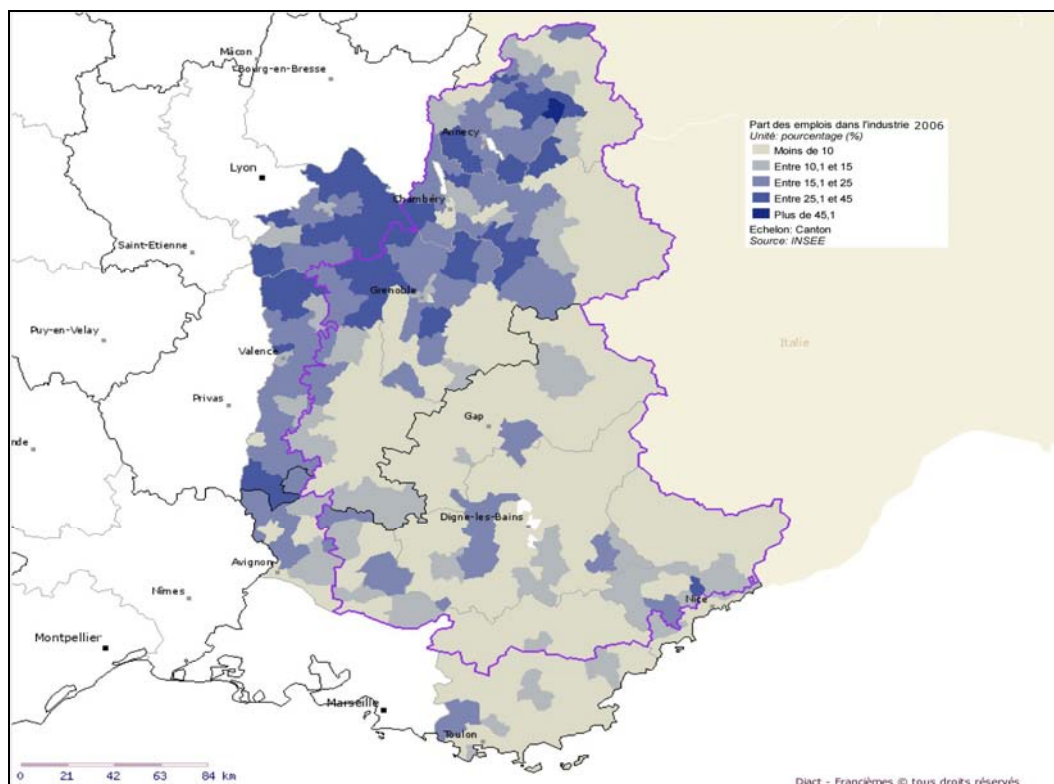 Mâcon
Bourg-en-Bresse
Annecy
Lyon
Chambéry
Saint-Etienne
Grenoble
Puy-en-Velay
Valence
Privas
Gap
nde
Digne-les-Bains
Avignon
Nîmes
Nice
Montpellier
Marseille
Toulon
Italie
Part des emplois dans l'industrie 2006
Unité: pourcentage (%)
Moins de 10
Entre 10,1 et 15
Entre 15,1 et 25
Entre 25,1 et 45
Plus de 45,1
Echelon: Canton
Source: INSEE
0 21 42 63 84 km
Diact - Francièmes © tous droits réservés